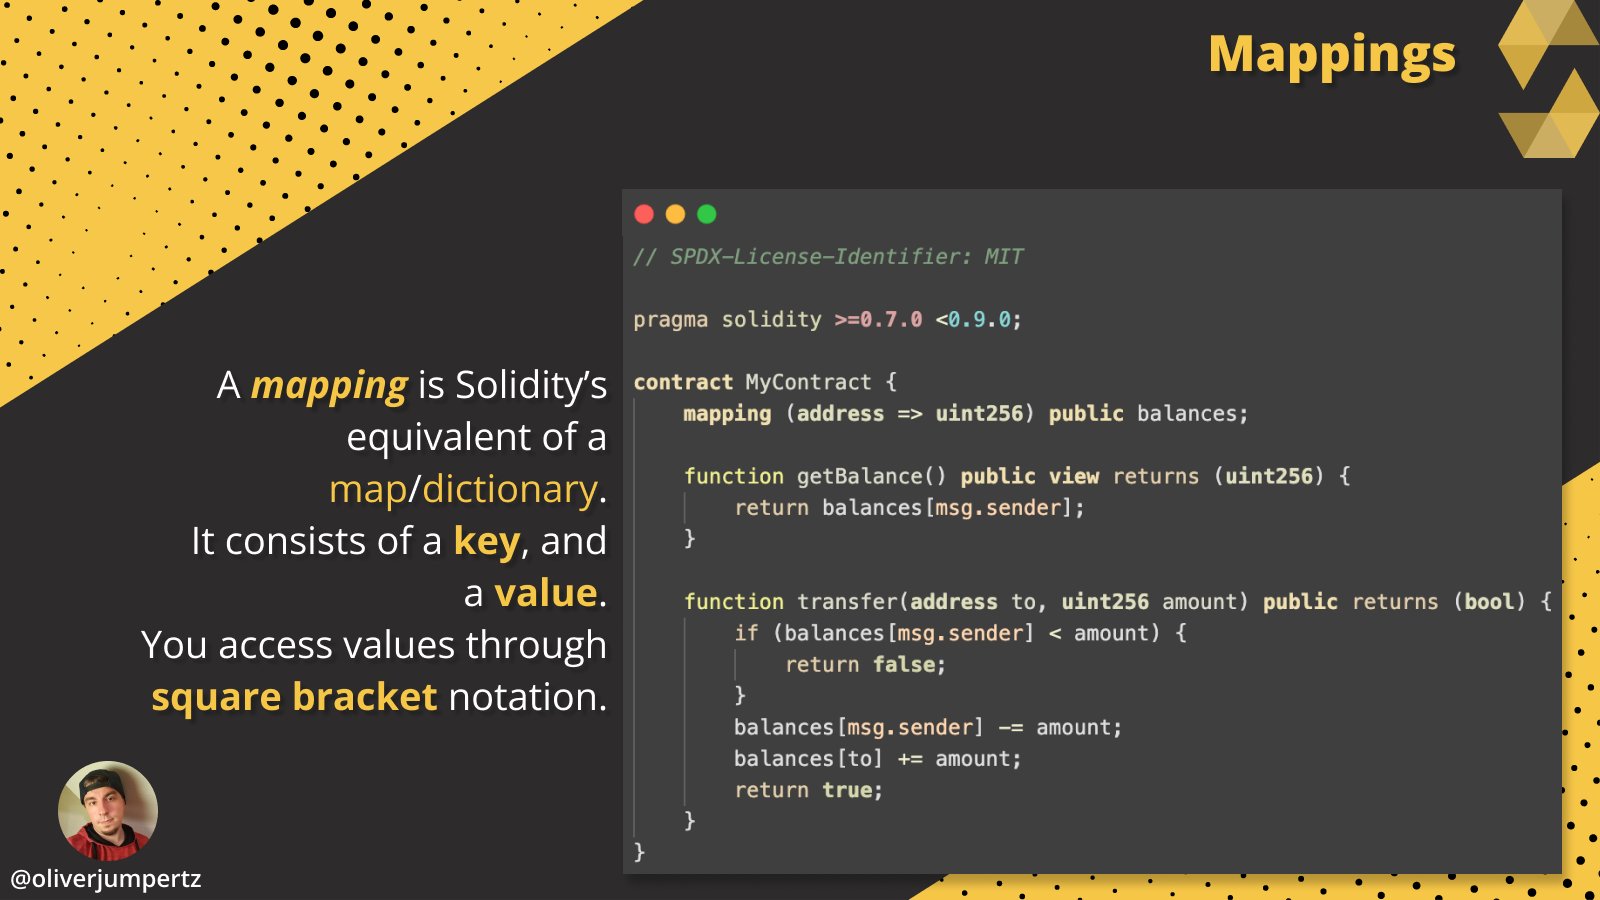 Mappings
A mapping is Solidity’s
equivalent of a
map/dictionary.
It consists of a key, and
a value.
You access values through
square bracket notation.
// SPDX-License-Identifier: MIT
pragma solidity >=0.7.0 <0.9.0;
contract MyContract {
    mapping (address => uint256) public balances;
    function getBalance() public view returns (uint256) {
        return balances[msg.sender];
    }
    function transfer(address to, uint256 amount) public returns (bool) {
        if (balances[msg.sender] < amount) {
            return false;
        }
        balances[msg.sender] -= amount;
        balances[to] += amount;
        return true;
    }
}
@oliverjumpertz